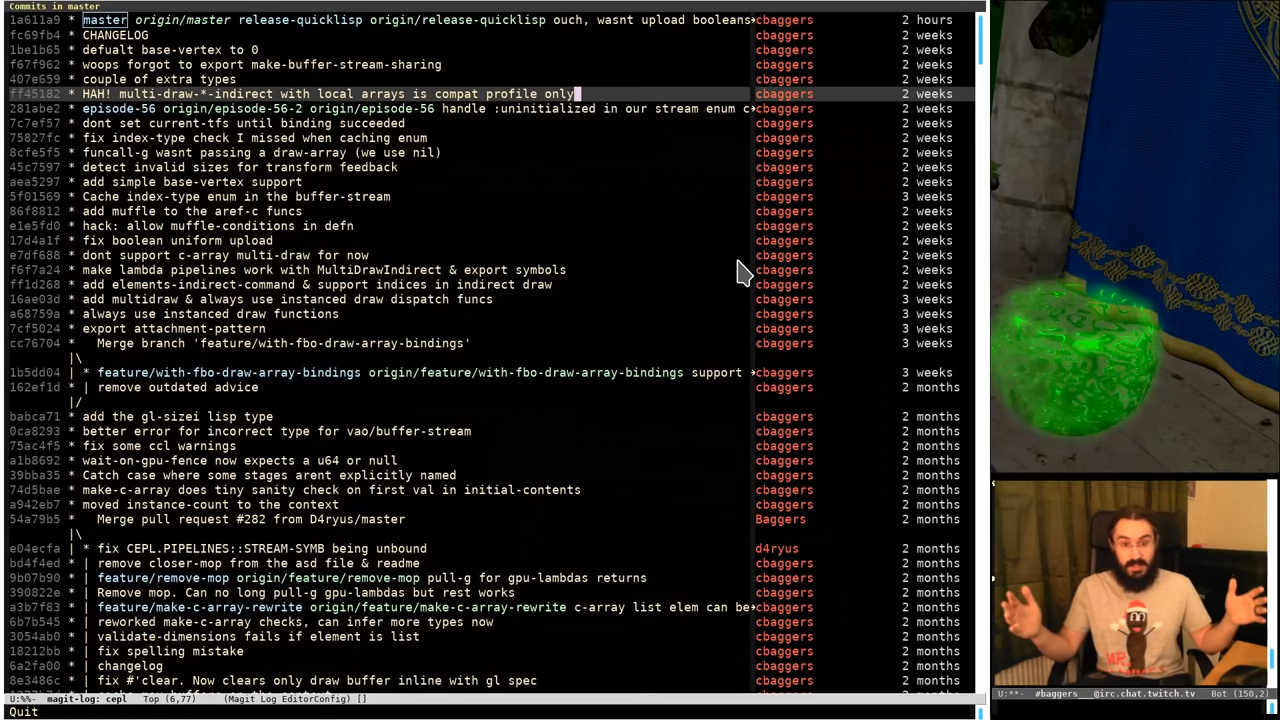 Commits in master
1a611a9 * master origin/master release-quicklisp origin/release-quicklisp ouch, wasnt upload booleans→cbaggers 2 hours
fc69fb4 * CHANGELOG cbaggers 2 weeks
1be1b65 * defualt base-vertex to 0 cbaggers 2 weeks
f67f962 * woops forgot to export make-buffer-stream-sharing cbaggers 2 weeks
407e659 * couple of extra types cbaggers 2 weeks
ff45182 * HAH! multi-draw-*-indirect with local arrays is compat profile only cbaggers 2 weeks
281abe2 * episode-56 origin/episode-56-2 origin/episode-56 handle :uninitialized in our stream enum c→cbaggers 2 weeks
7c7ef57 * dont set current-tfs until binding succeeded cbaggers 2 weeks
75827fc * fix index-type check I missed when caching enum cbaggers 2 weeks
8cfe5f5 * funcall-g wasnt passing a draw-array (we use nil) cbaggers 2 weeks
45c7597 * detect invalid sizes for transform feedback cbaggers 2 weeks
aea5297 * add simple base-vertex support cbaggers 2 weeks
5f01569 * Cache index-type enum in the buffer-stream cbaggers 3 weeks
86f8812 * add muffle to the aref-c funcs cbaggers 2 weeks
e1e5fd0 * hack: allow muffle-conditions in defn cbaggers 2 weeks
17d4a1f * fix boolean uniform upload cbaggers 2 weeks
e7df688 * dont support c-array multi-draw for now cbaggers 2 weeks
f6f7a24 * make lambda pipelines work with MultiDrawIndirect & export symbols cbaggers 2 weeks
ff1d268 * add elements-indirect-command & support indices in indirect draw cbaggers 2 weeks
16ae03d * add multidraw & always use instanced draw dispatch funcs cbaggers 3 weeks
a68759a * always use instanced draw functions cbaggers 3 weeks
7cf5024 * export attachment-pattern cbaggers 3 weeks
cc76704 * Merge branch 'feature/with-fbo-draw-array-bindings' cbaggers 3 weeks
|\
1b5dd04 | * feature/with-fbo-draw-array-bindings origin/feature/with-fbo-draw-array-bindings support →cbaggers 3 weeks
162ef1d * | remove outdated advice cbaggers 2 months
|/
babca71 * add the gl-sizei lisp type cbaggers 2 months
0ca8293 * better error for incorrect type for vao/buffer-stream cbaggers 2 months
75ac4f5 * fix some ccl warnings cbaggers 2 months
a1b8692 * wait-on-gpu-fence now expects a u64 or null cbaggers 2 months
39bba35 * Catch case where some stages arent explicitly named cbaggers 2 months
74d5bae * make-c-array does tiny sanity check on first val in initial-contents cbaggers 2 months
a942eb7 * moved instance-count to the context cbaggers 2 months
54a79b5 * Merge pull request #282 from D4ryus/master Baggers 2 months
|\
e04ecfa | * fix CEPL.PIPELINES::STREAM-SYMB being unbound d4ryus 2 months
bd4f4ed * | remove closer-mop from the asd file & readme cbaggers 2 months
9b07b90 * | feature/remove-mop origin/feature/remove-mop pull-g for gpu-lambdas returns cbaggers 2 months
390822e * | Remove mop. Can no long pull-g gpu-lambdas but rest works cbaggers 2 months
a3b7f83 * | feature/make-c-array-rewrite origin/feature/make-c-array-rewrite c-array list elem can be→cbaggers 2 months
6b7b545 * | reworked make-c-array checks, can infer more types now cbaggers 2 months
3054ab0 * | validate-dimensions fails if element is list cbaggers 2 months
18212bb * | fix spelling mistake cbaggers 2 months
6a2fa00 * | changelog cbaggers 2 months
8e3486c * | fix #'clear. Now clears only draw buffer inline with gl spec cbaggers 2 months
U:%%- magit-log: cepl Top (6,77) (Magit Log EditorConfig) []
U:**- #baggers___@irc.chat.twitch.tv Bot (150,2)
Quit
MR.